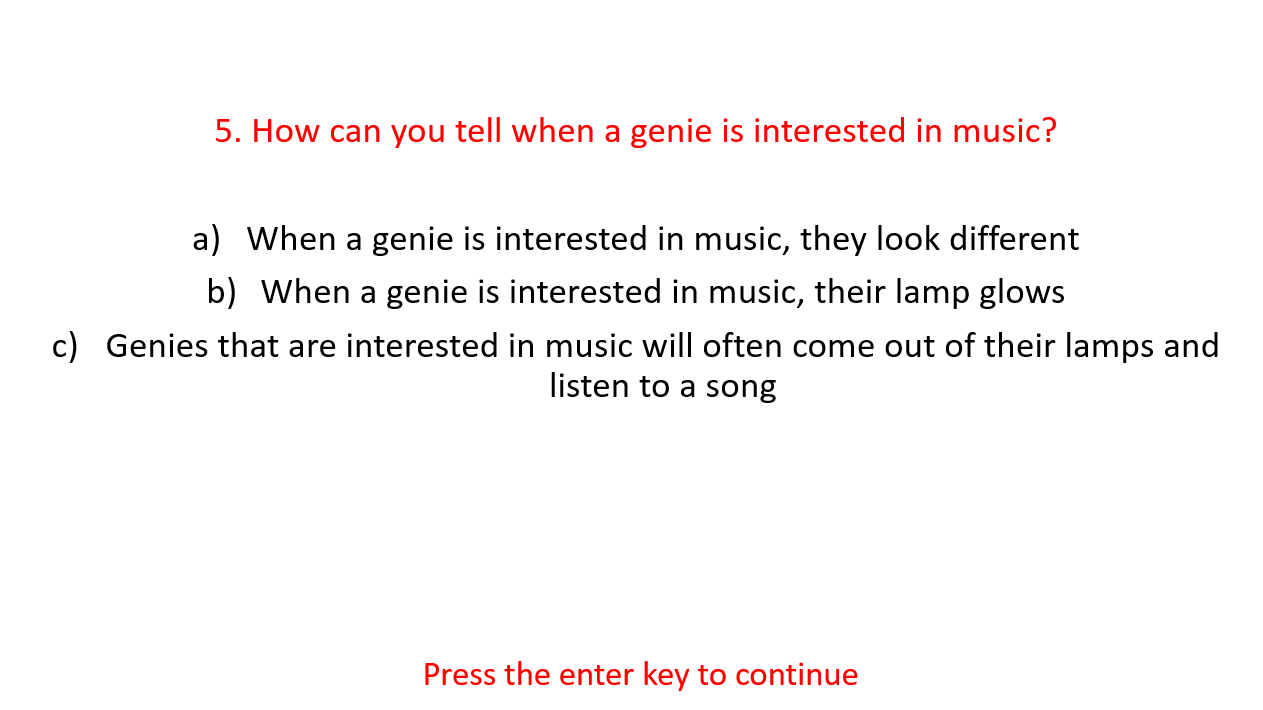 5. How can you tell when a genie is interested in music?
a) When a genie is interested in music, they look different
b) When a genie is interested in music, their lamp glows
c) Genies that are interested in music will often come out of their lamps and
listen to a song
Press the enter key to continue